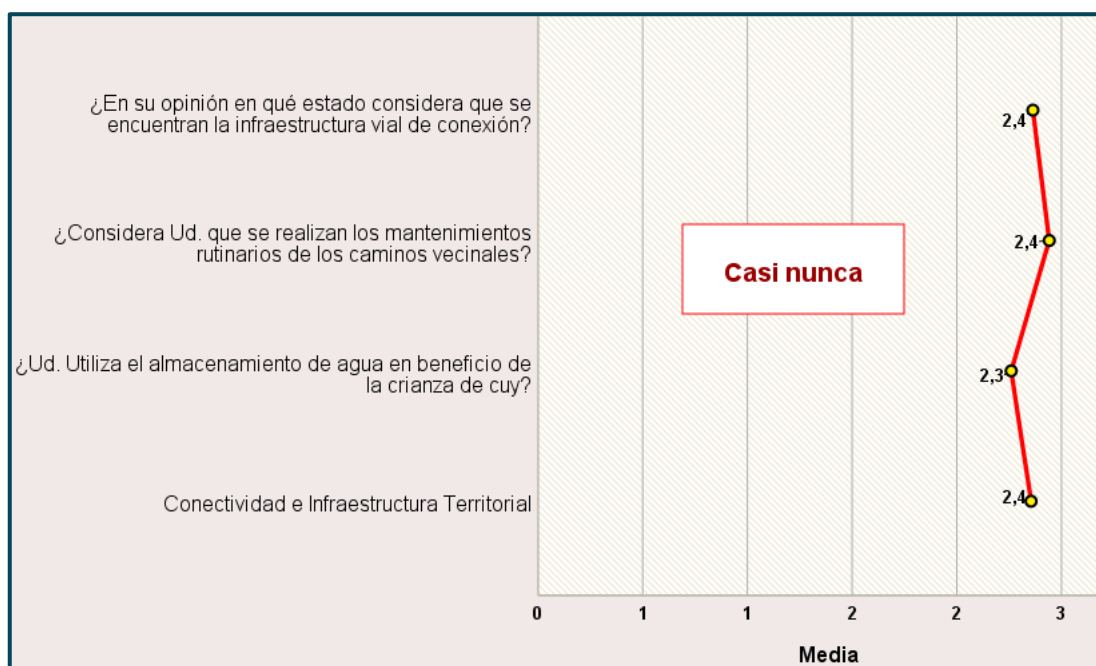 ¿En su opinión en qué estado considera que se
encuentran la infraestructura vial de conexión?
2,4
¿Considera Ud. que se realizan los mantenimientos
rutinarios de los caminos vecinales?
2,4
Casi nunca
¿Ud. Utiliza el almacenamiento de agua en beneficio de
la crianza de cuy?
2,3
Conectividad e Infraestructura Territorial
2,4
0 1 1 2 2 3
Media